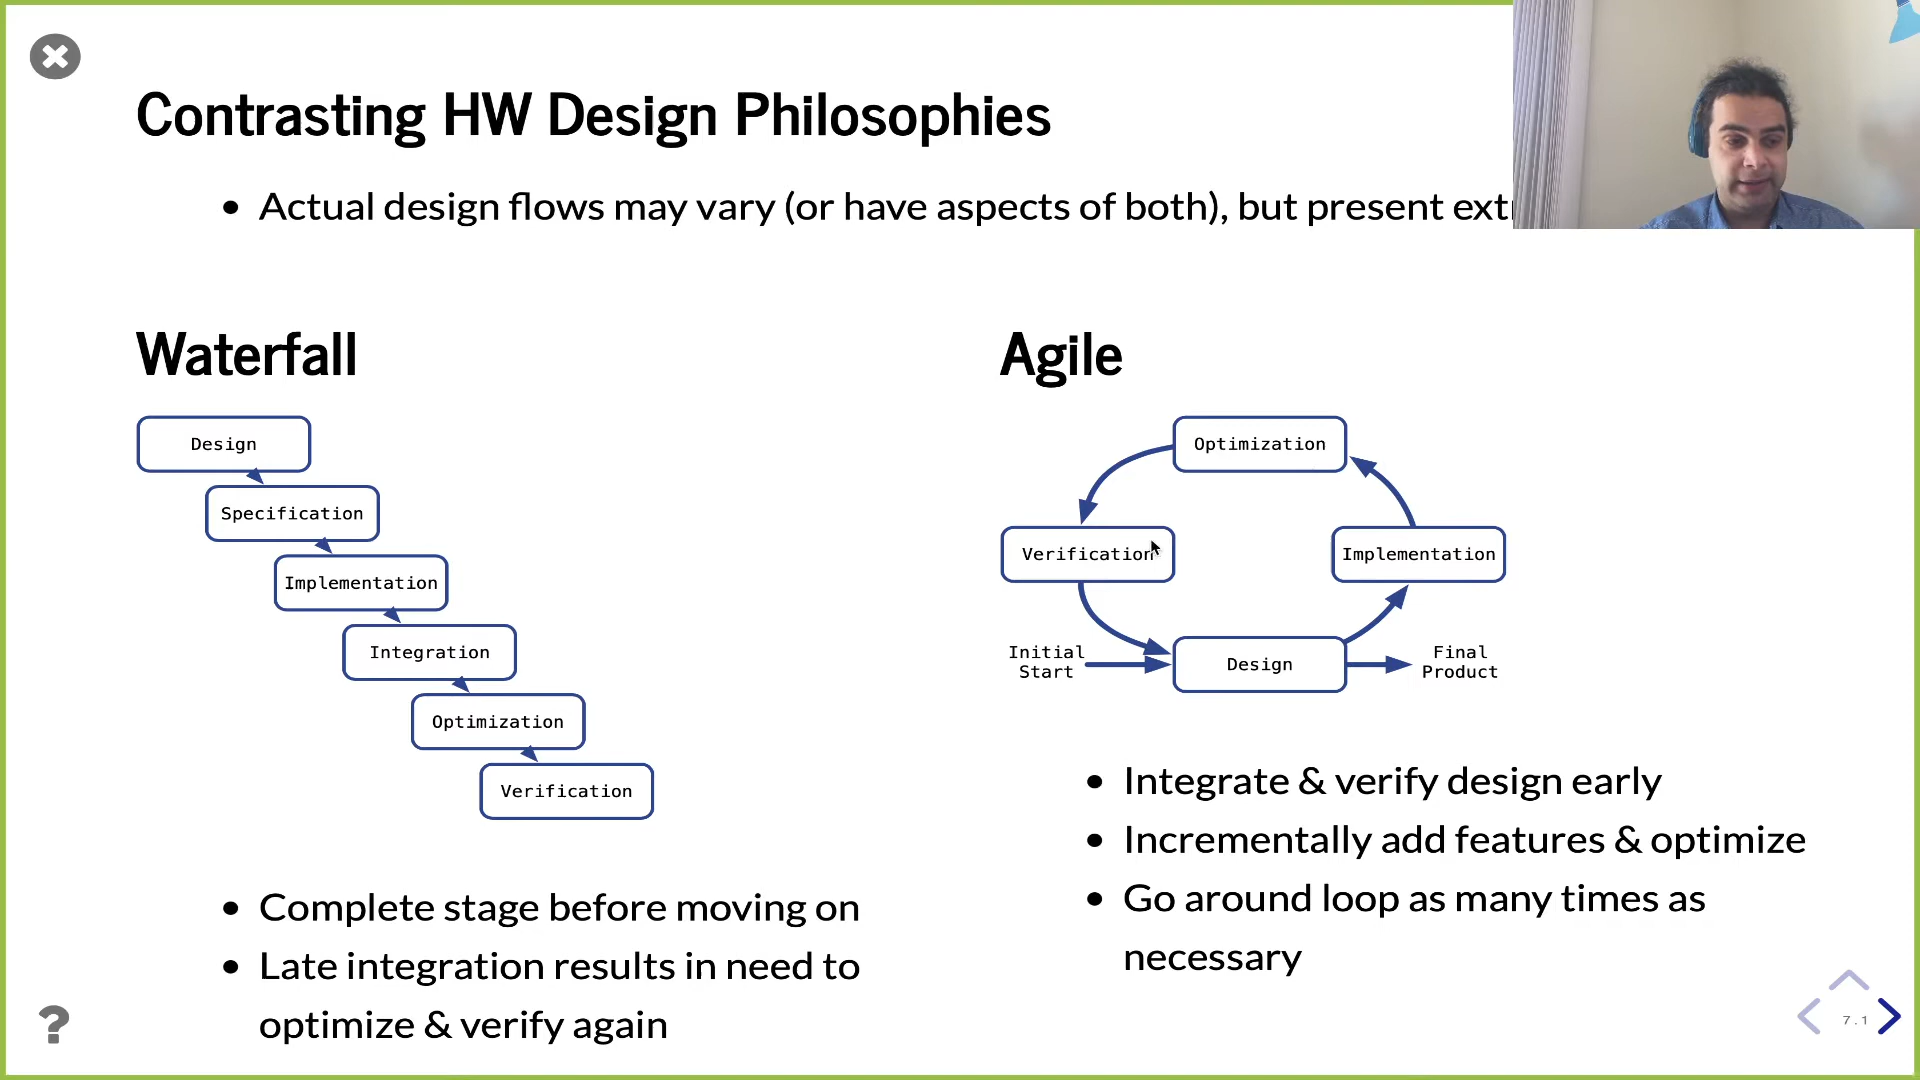 Contrasting HW Design Philosophies
• Actual design flows may vary (or have aspects of both), but present
Waterfall
Design
Specification
Implementation
Integration
Optimization
Verification
• Complete stage before moving on
• Late integration results in need to
optimize & verify again
Agile
Optimization
Verification
Implementation
Initial
Start
Design
Final
Product
• Integrate & verify design early
• Incrementally add features & optimize
• Go around loop as many times as
necessary
?
7.1